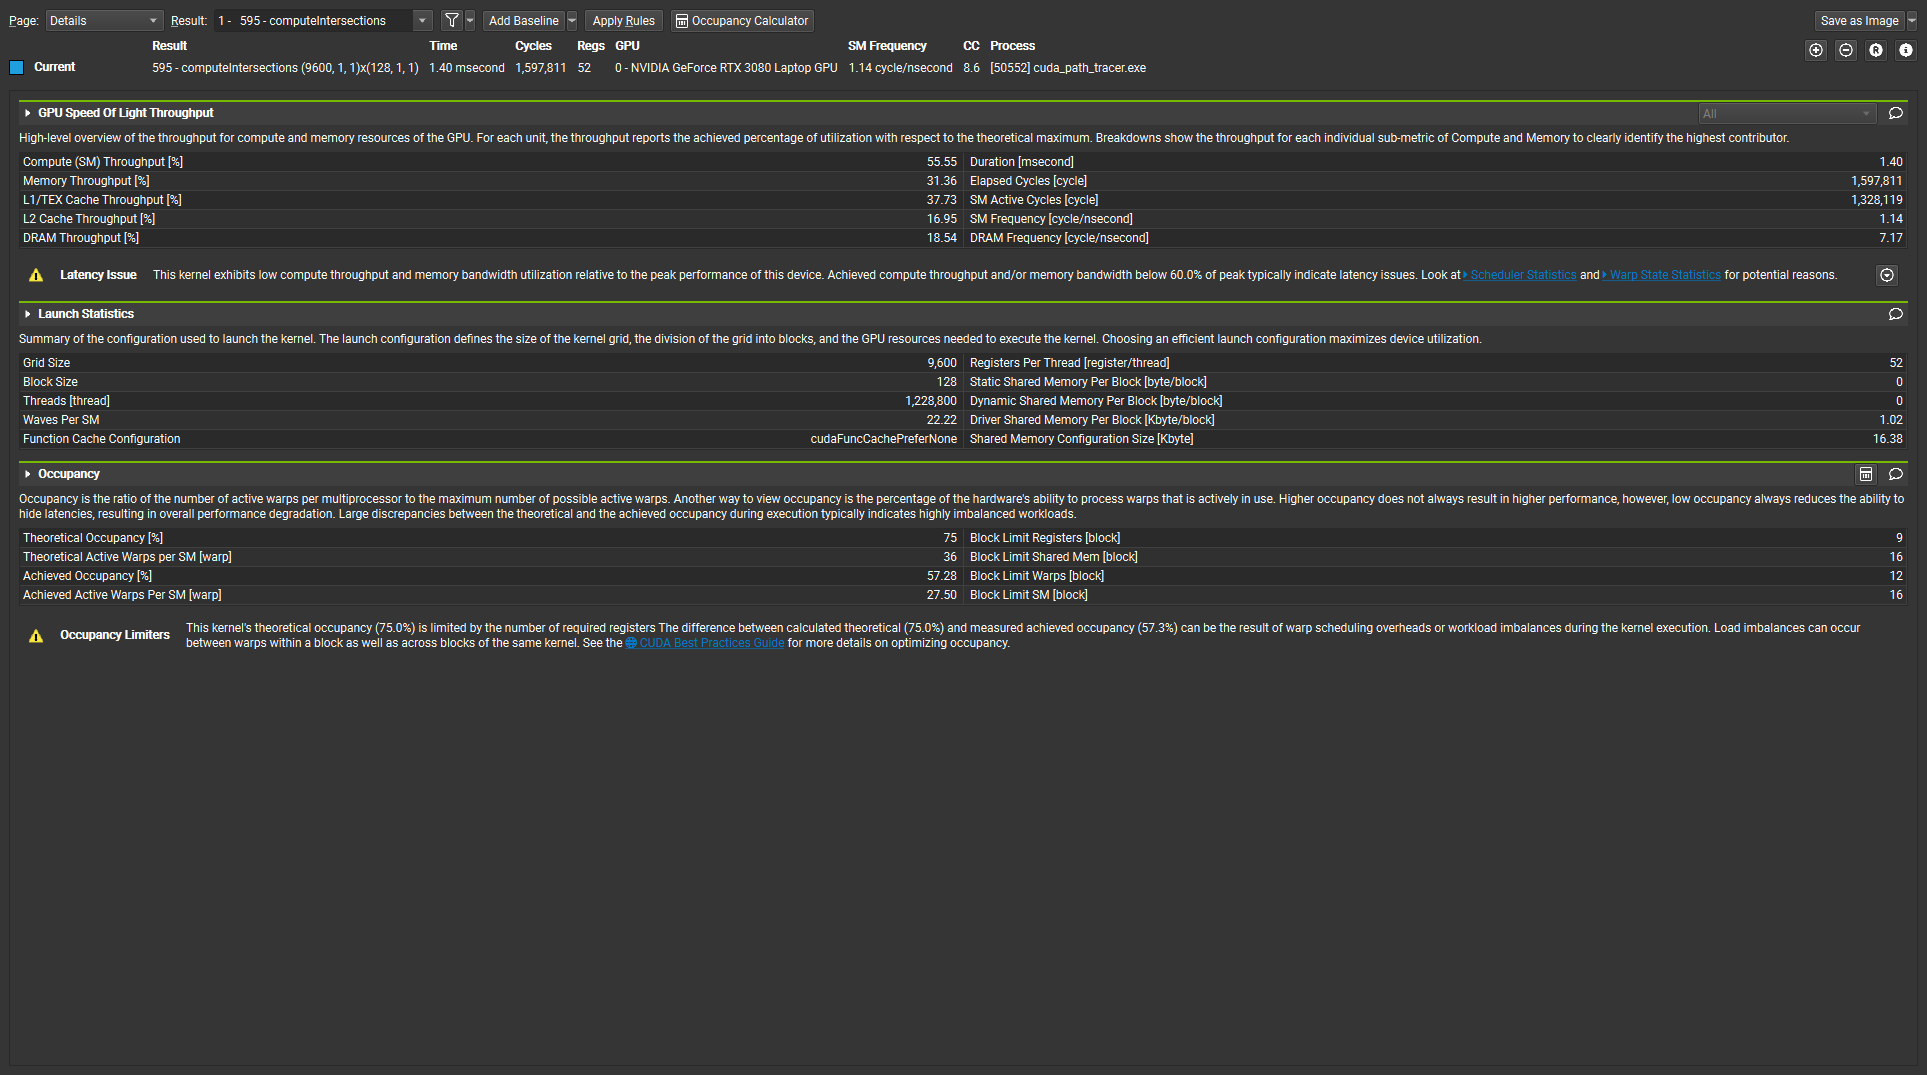 Page: Details Result: 1 - 595 - computeIntersections Add Baseline Apply Rules Occupancy Calculator Save as Image
Result Time Cycles Regs GPU SM Frequency CC Process
Current 595 - computeIntersections (9600, 1, 1)x(128, 1, 1) 1.40 msecond 1,597,811 52 0 - NVIDIA GeForce RTX 3080 Laptop GPU 1.14 cycle/nsecond 8.6 [50552] cuda_path_tracer.exe
GPU Speed Of Light Throughput All
High-level overview of the throughput for compute and memory resources of the GPU. For each unit, the throughput reports the achieved percentage of utilization with respect to the theoretical maximum. Breakdowns show the throughput for each individual sub-metric of Compute and Memory to clearly identify the highest contributor.
Compute (SM) Throughput [%] 55.55 Duration [msecond] 1.40
Memory Throughput [%] 31.36 Elapsed Cycles [cycle] 1,597,811
L1/TEX Cache Throughput [%] 37.73 SM Active Cycles [cycle] 1,328,119
L2 Cache Throughput [%] 16.95 SM Frequency [cycle/nsecond] 1.14
DRAM Throughput [%] 18.54 DRAM Frequency [cycle/nsecond] 7.17
Latency Issue This kernel exhibits low compute throughput and memory bandwidth utilization relative to the peak performance of this device. Achieved compute throughput and/or memory bandwidth below 60.0% of peak typically indicate latency issues. Look at Scheduler Statistics and Warp State Statistics for potential reasons.
Launch Statistics
Summary of the configuration used to launch the kernel. The launch configuration defines the size of the kernel grid, the division of the grid into blocks, and the GPU resources needed to execute the kernel. Choosing an efficient launch configuration maximizes device utilization.
Grid Size 9,600 Registers Per Thread [register/thread] 52
Block Size 128 Static Shared Memory Per Block [byte/block] 0
Threads [thread] 1,228,800 Dynamic Shared Memory Per Block [byte/block] 0
Waves Per SM 22.22 Driver Shared Memory Per Block [Kbyte/block] 1.02
Function Cache Configuration cudaFuncCachePreferNone Shared Memory Configuration Size [Kbyte] 16.38
Occupancy
Occupancy is the ratio of the number of active warps per multiprocessor to the maximum number of possible active warps. Another way to view occupancy is the percentage of the hardware's ability to process warps that is actively in use. Higher occupancy does not always result in higher performance, however, low occupancy always reduces the ability to
hide latencies, resulting in overall performance degradation. Large discrepancies between the theoretical and the achieved occupancy during execution typically indicates highly imbalanced workloads.
Theoretical Occupancy [%] 75 Block Limit Registers [block] 9
Theoretical Active Warps per SM [warp] 36 Block Limit Shared Mem [block] 16
Achieved Occupancy [%] 57.28 Block Limit Warps [block] 12
Achieved Active Warps Per SM [warp] 27.50 Block Limit SM [block] 16
Occupancy Limiters This kernel's theoretical occupancy (75.0%) is limited by the number of required registers The difference between calculated theoretical (75.0%) and measured achieved occupancy (57.3%) can be the result of warp scheduling overheads or workload imbalances during the kernel execution. Load imbalances can occur
between warps within a block as well as across blocks of the same kernel. See the CUDA Best Practices Guide for more details on optimizing occupancy.